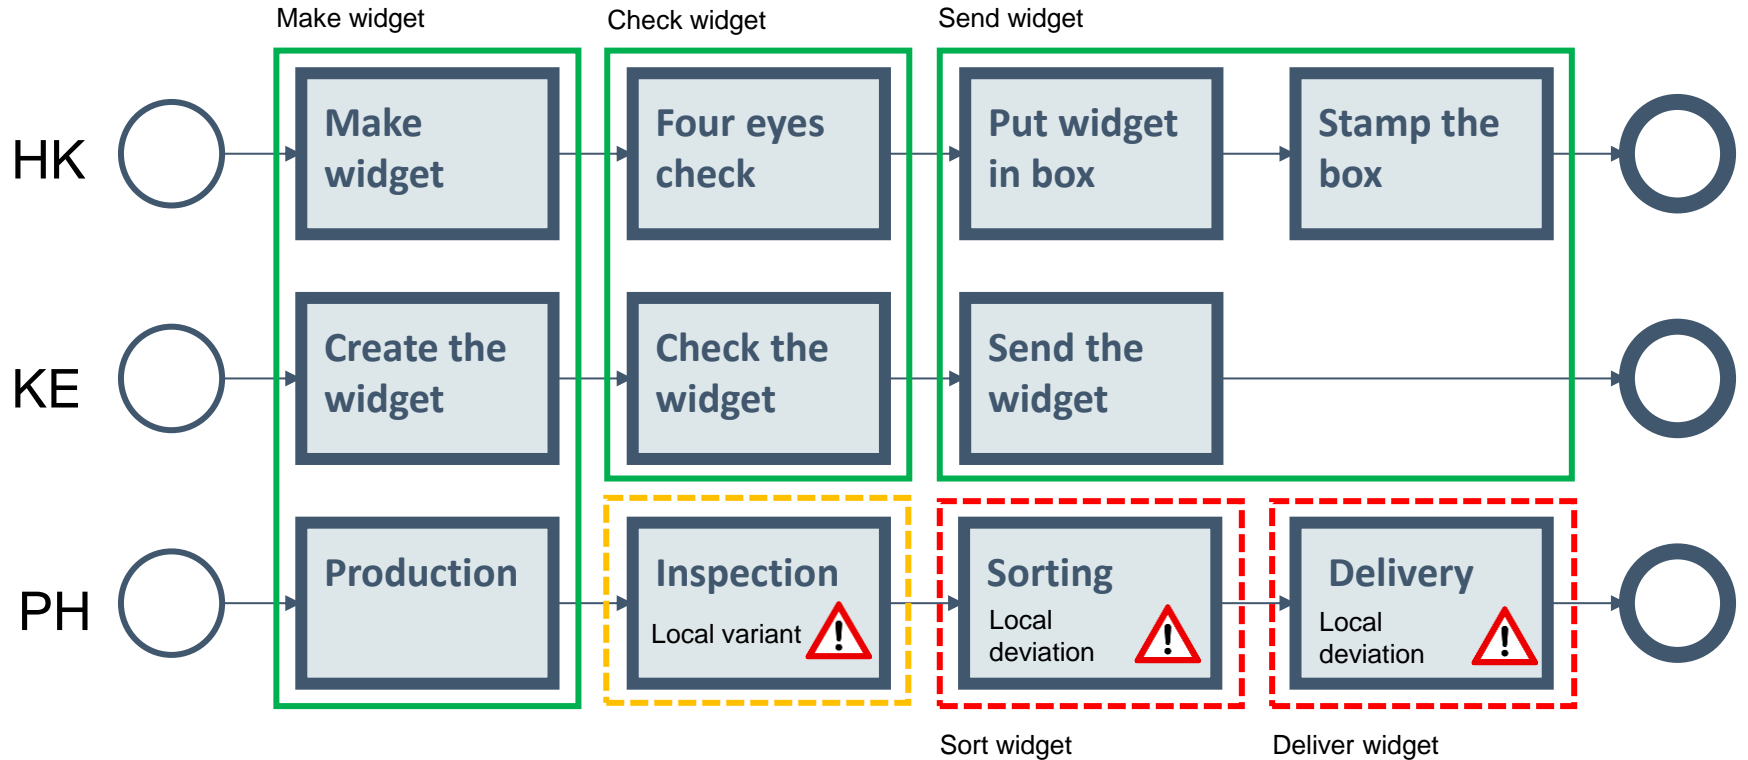 Make widget
Check widget
Send widget
HK
Make
widget
Four eyes
check
Put widget
in box
Stamp the
box
KE
Create the
widget
Check the
widget
Send the
widget
PH
Production
Inspection
Local variant
Sorting
Local
deviation
Delivery
Local
deviation
Sort widget
Deliver widget